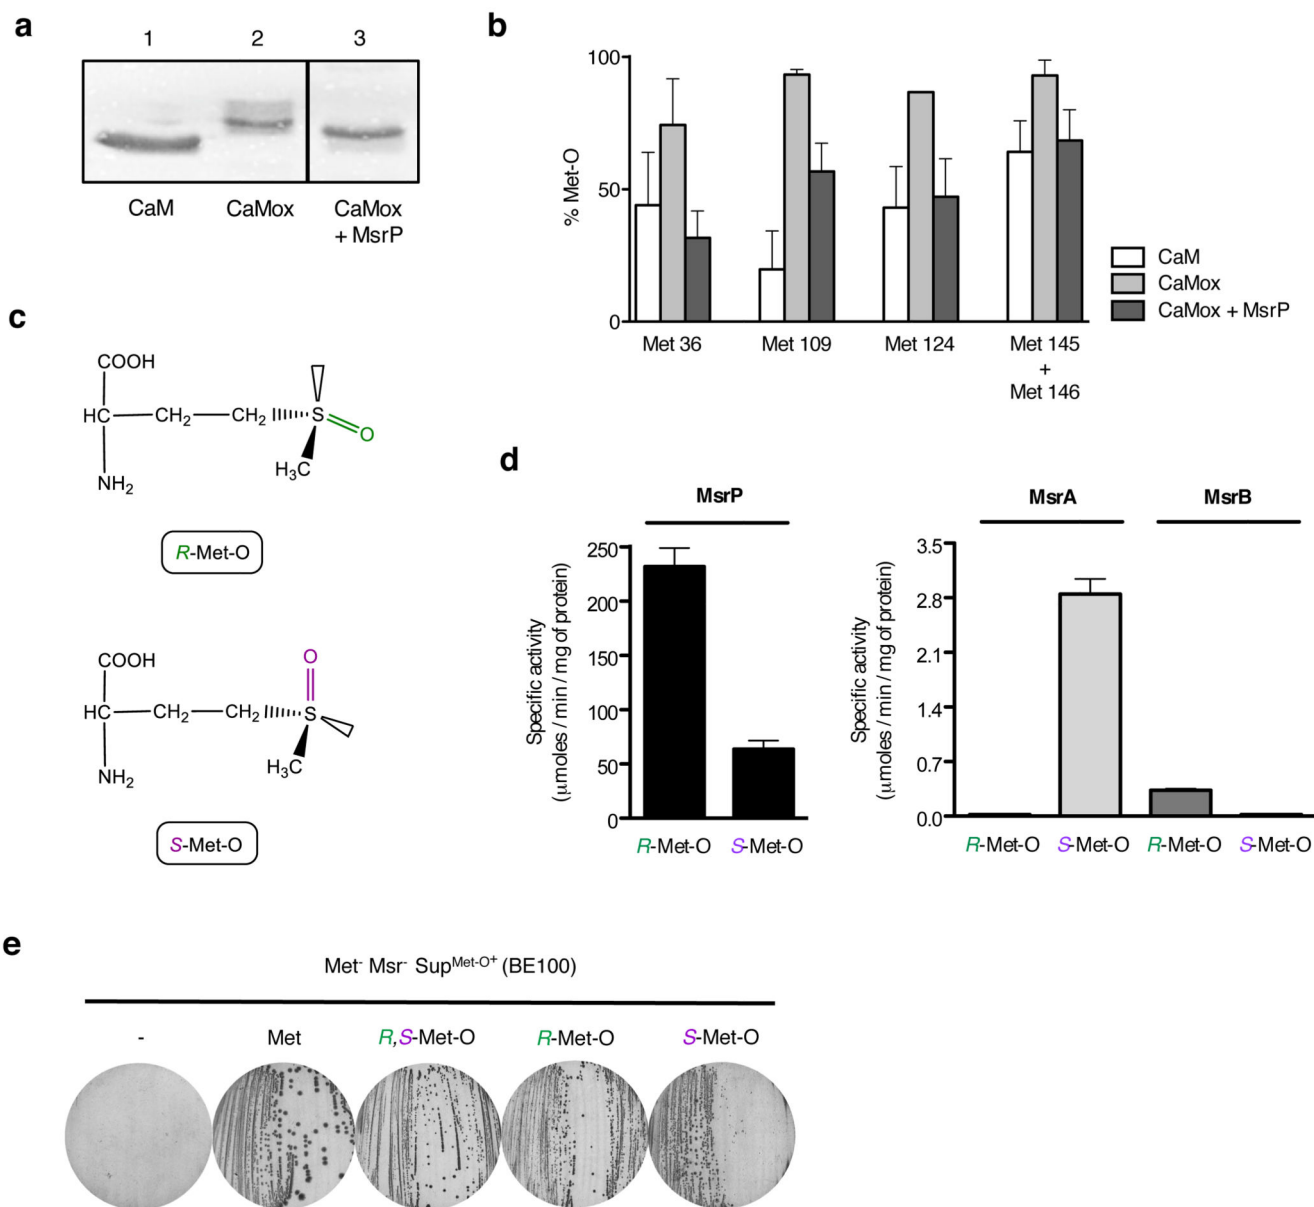 a
1 2 3
CaM CaMox CaMox
+ MsrP
b
100
50
0
% Met-O
Met 36 Met 109 Met 124 Met 145
+
Met 146
CaM
CaMox
CaMox + MsrP
c
COOH
HC CH2 CH2 S O
H3C
NH2
R-Met-O
O
COOH
HC CH2 CH2 S
H3C
NH2
S-Met-O
d
MsrP
Specific activity
(µmoles / min / mg of protein)
250
200
150
100
50
0
R-Met-O S-Met-O
MsrA MsrB
Specific activity
(µmoles / min / mg of protein)
3.5
2.8
2.1
1.4
0.7
0.0
R-Met-O S-Met-O R-Met-O S-Met-O
e
Met- Msr- SupMet-O+ (BE100)
- Met R,S-Met-O R-Met-O S-Met-O